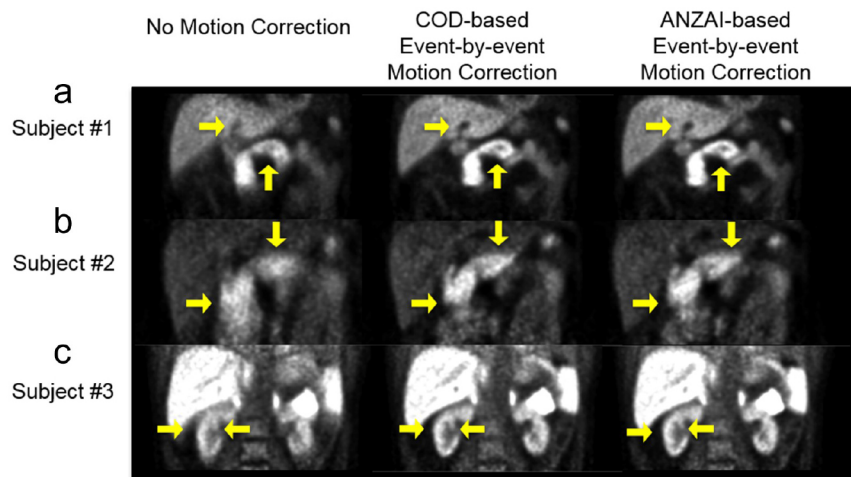 No Motion Correction
COD-based
Event-by-event
Motion Correction
ANZAI-based
Event-by-event
Motion Correction
a
Subject #1
b
Subject #2
c
Subject #3